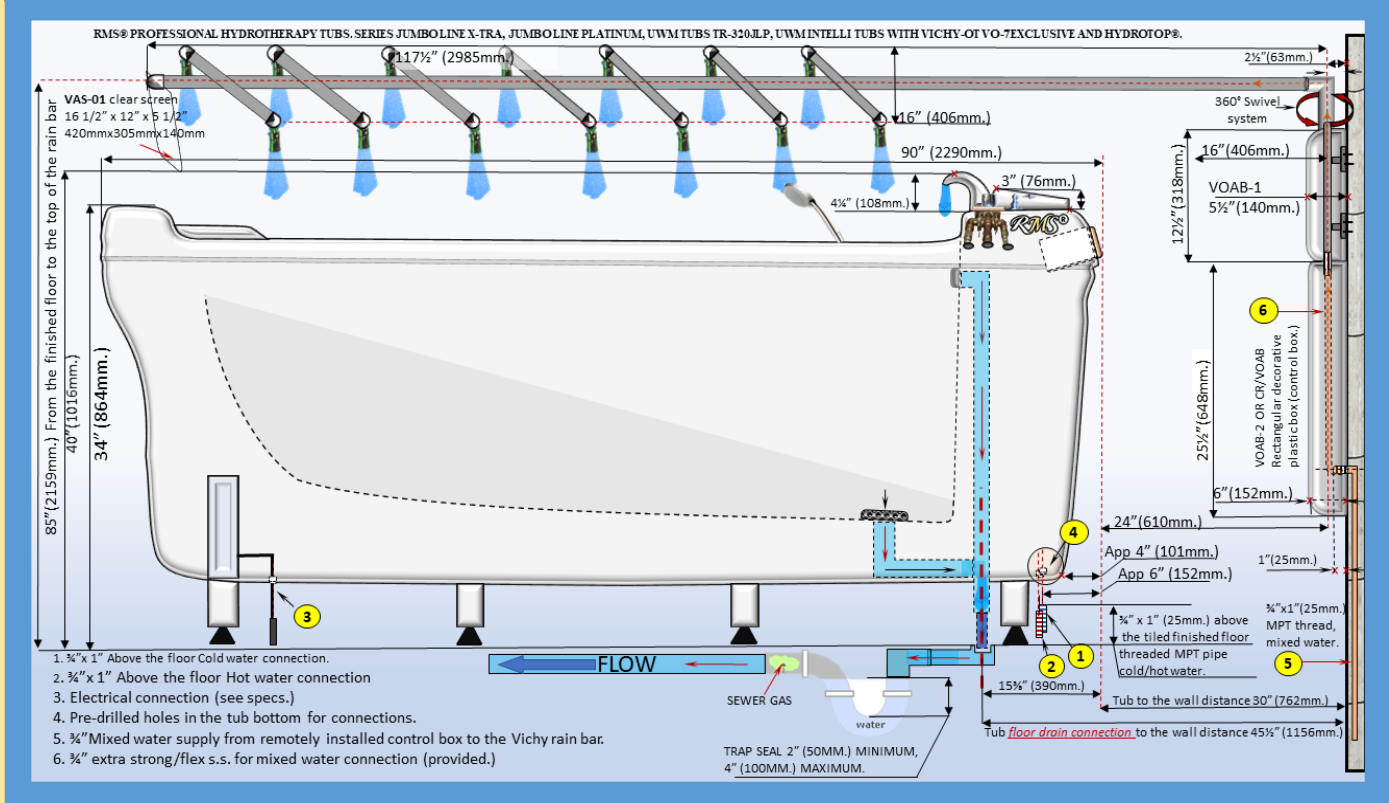 RMS® PROFESSIONAL HYDROTHERAPY TUBS. SERIES JUMBO LINE X-TRA, JUMBO LINE PLATINUM, UWM TUBS TR-320JLP, UWM INTELLI TUBS WITH VICHY-OT VO-7EXCLUSIVE AND HYDROTOP®.
117½" (2985mm.)
2½"(63mm.)
VAS-01 clear screen
16 1/2" x 12" x 5 1/2"
420mmx305mmx140mm
16" (406mm.)
360° Swivel
system
90" (2290mm.)
16"(406mm.)
3" (76mm.)
4¼" (108mm.)
VOAB-1
5½"(140mm.)
12½"(318mm.)
RMS®
85"(2159mm.) From the finished floor to the top of the rain bar
40"(1016mm.)
34" (864mm.)
6
VOAB-2 OR CR/VOAB
Rectangular decorative
plastic box (control box.)
25½"(648mm.)
6"(152mm.)
24"(610mm.)
4
App 4" (101mm.)
App 6" (152mm.)
1"(25mm.)
3
¾" x 1" (25mm.) above
the tiled finished floor
threaded MPT pipe
cold/hot water.
¾"x1"(25mm.)
MPT thread,
mixed water.
1
2
5
1. ¾"x 1" Above the floor Cold water connection.
2. ¾"x 1" Above the floor Hot water connection
3. Electrical connection (see specs.)
4. Pre-drilled holes in the tub bottom for connections.
5. ¾"Mixed water supply from remotely installed control box to the Vichy rain bar.
6. ¾" extra strong/flex s.s. for mixed water connection (provided.)
FLOW
SEWER GAS
water
15⅜" (390mm.)
Tub to the wall distance 30" (762mm.)
Tub floor drain connection to the wall distance 45½" (1156mm.)
TRAP SEAL 2" (50MM.) MINIMUM,
4" (100MM.) MAXIMUM.